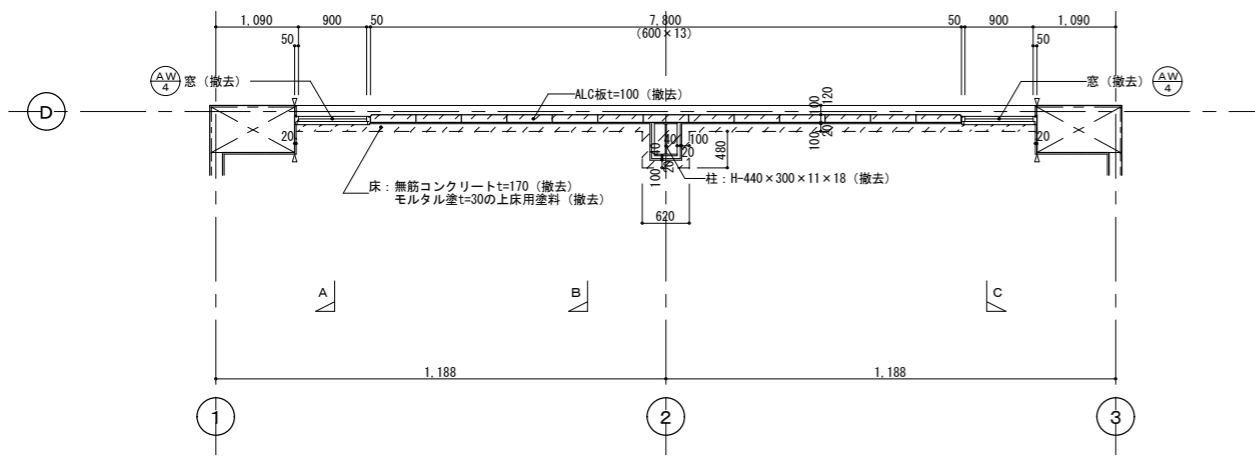 1,090
900
50
7,800
(600×13)
50
900
1,090
50
50
AW
4
窓（撤去）
ALC板t=100（撤去）
窓（撤去）
AW
4
D
100
120
20
20
100
20
40
100
20
480
40
20
100
柱：H-440×300×11×18（撤去）
床：無筋コンクリートt=170（撤去）
モルタル塗t=30の上床用塗料（撤去）
620
A
B
C
1,188
1,188
1
2
3